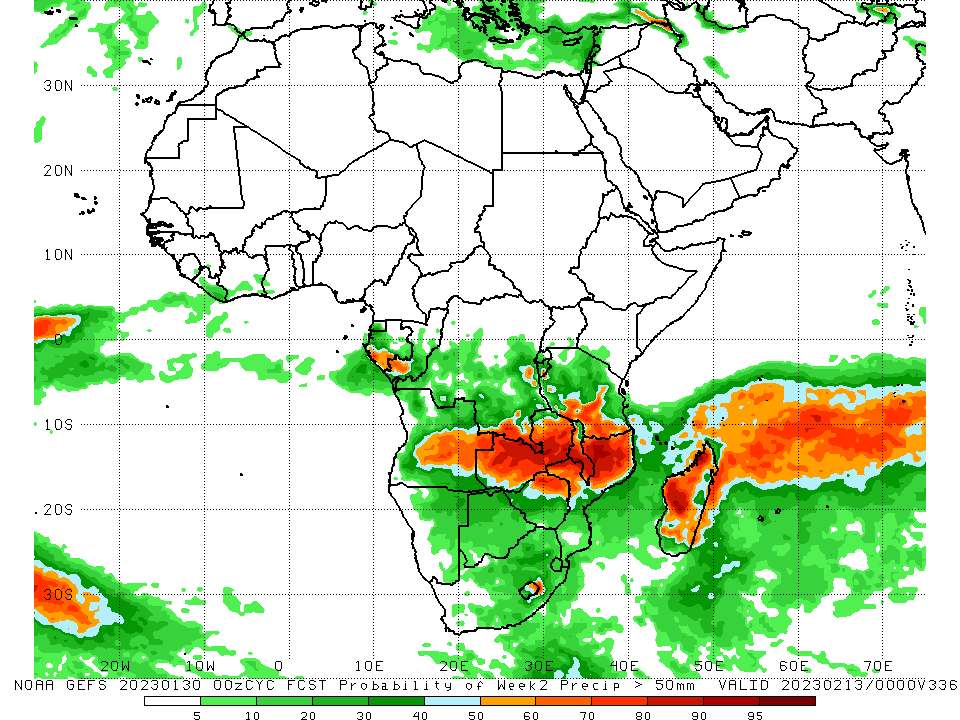 30N
20N
10N
0
10S
20S
30S
20W 10W 0 10E 20E 30E 40E 50E 60E 70E
NOAA GEFS 20230130 00zCYC FCST Probability of Week2 Precip > 50mm VALID 20230213/0000V336
5 10 20 30 40 50 60 70 80 90 95